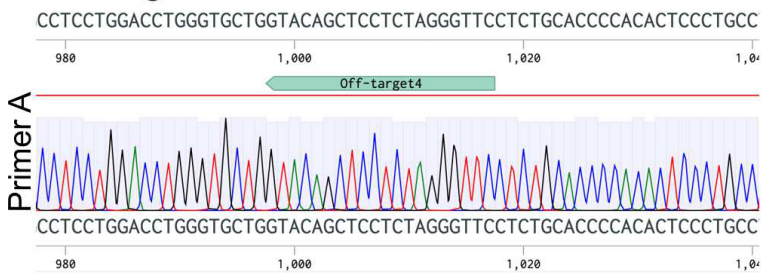 CCTCCTGGACCTGGGTGCTGGTACAGCTCCTCTAGGGTTCCTCTGCACCCCACACTCCCTGCC
980 1,000 1,020
Off-target4
Primer A
CCTCCTGGACCTGGGTGCTGGTACAGCTCCTCTAGGGTTCCTCTGCACCCCACACTCCCTGCC
980 1,000 1,020